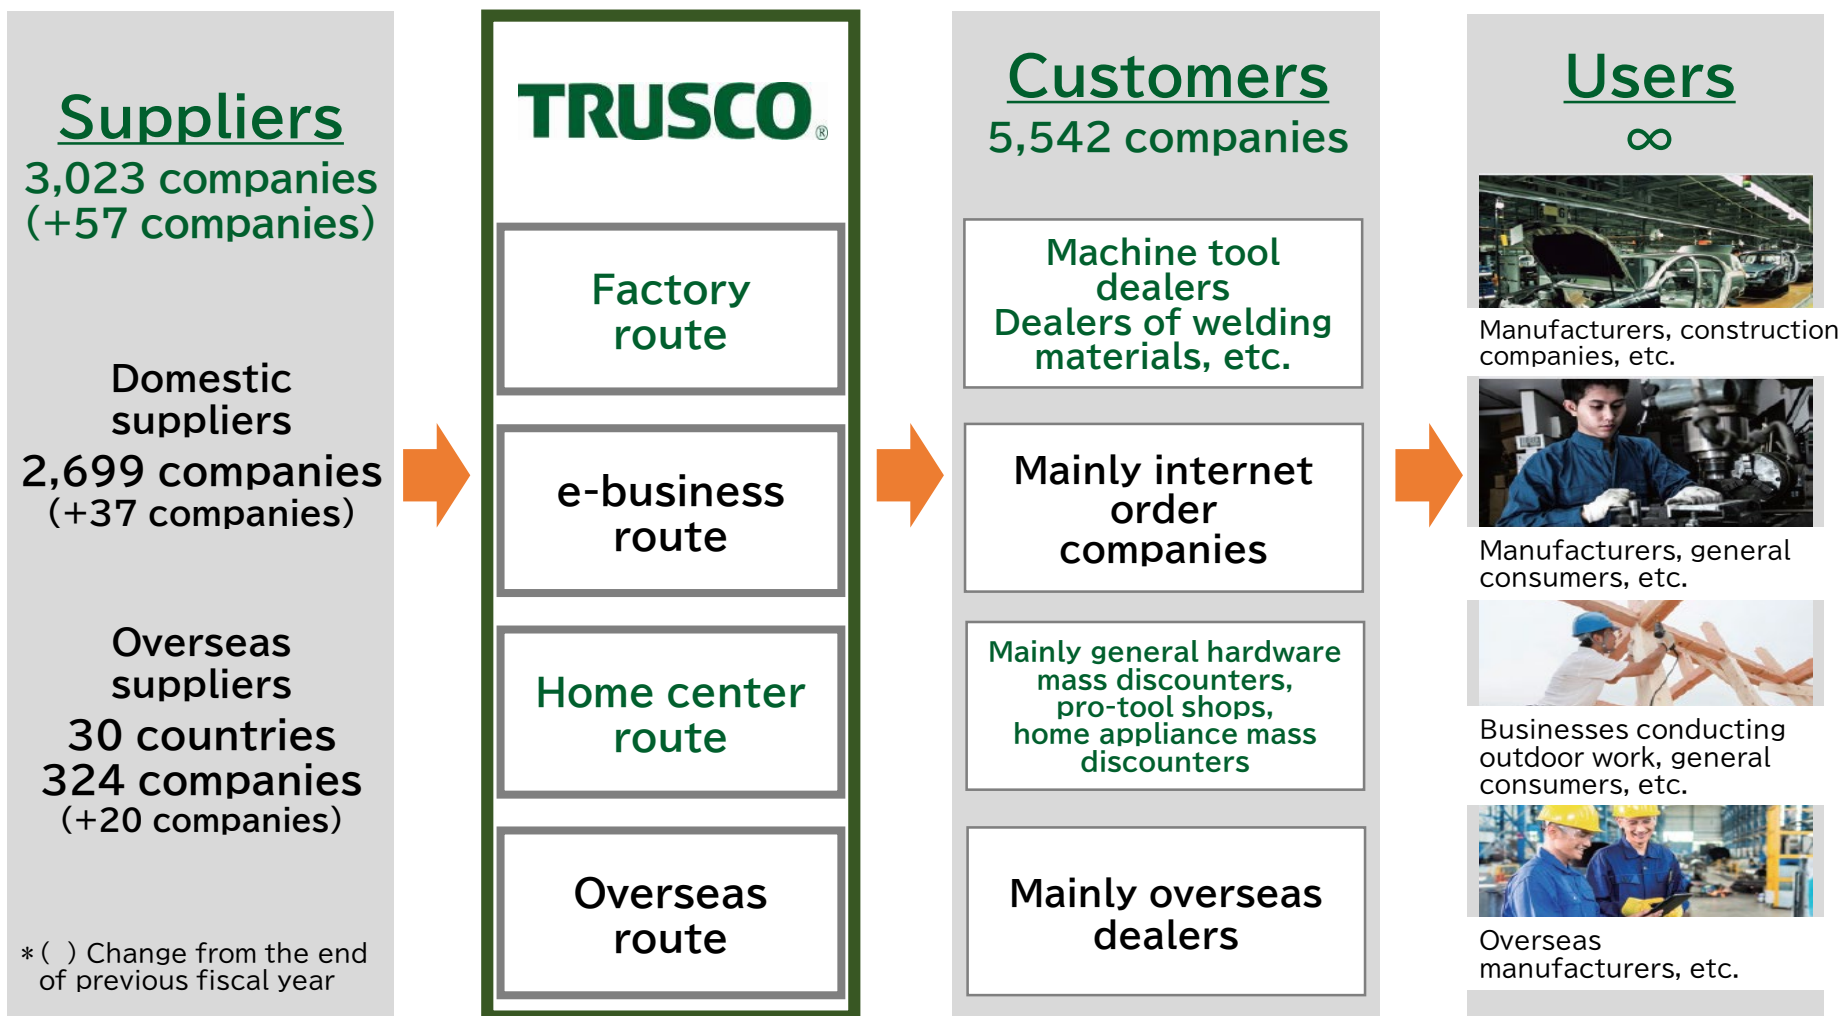 Suppliers
3,023 companies
(+57 companies)
Domestic
suppliers
2,699 companies
(+37 companies)
Overseas
suppliers
30 countries
324 companies
(+20 companies)
*( ) Change from the end
of previous fiscal year
TRUSCO®
Factory
route
e-business
route
Home center
route
Overseas
route
Customers
5,542 companies
Machine tool
dealers
Dealers of welding
materials, etc.
Mainly internet
order
companies
Mainly general hardware
mass discounters,
pro-tool shops,
home appliance mass
discounters
Mainly overseas
dealers
Users
∞
Manufacturers, construction
companies, etc.
Manufacturers, general
consumers, etc.
Businesses conducting
outdoor work, general
consumers, etc.
Overseas
manufacturers, etc.